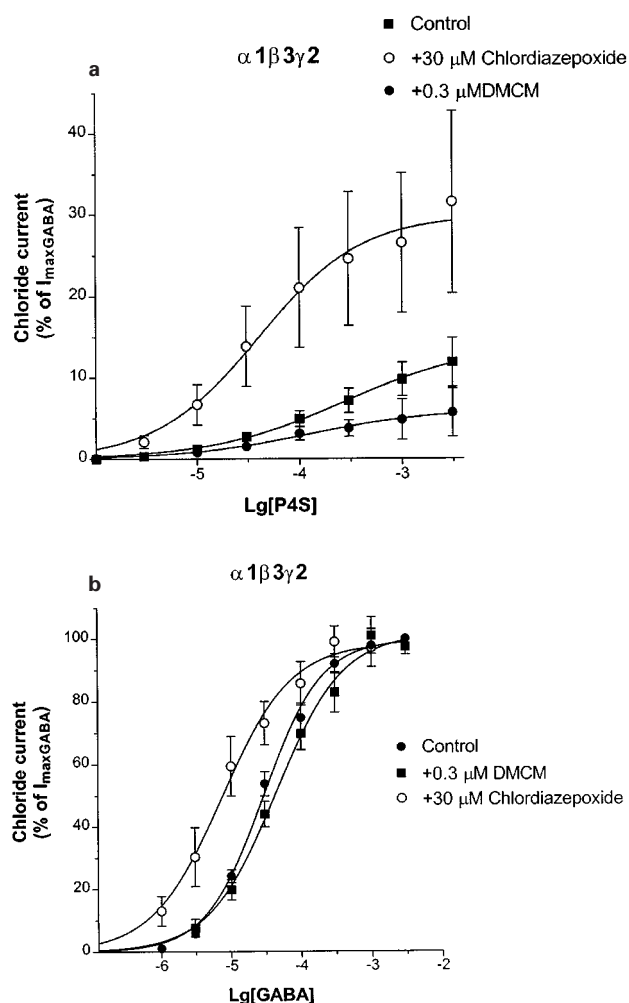 ■ Control
α1β3γ2
○ +30 μM Chlordiazepoxide
a
● +0.3 μMDMCM
Chloride current
(% of ImaxGABA)
40
30
20
10
0
-5
-4
-3
Lg[P4S]
α1β3γ2
b
Chloride current
(% of ImaxGABA)
100
80
60
40
20
0
● Control
■ +0.3 μM DMCM
○ +30 μM Chlordiazepoxide
-6
-5
-4
-3
-2
Lg[GABA]